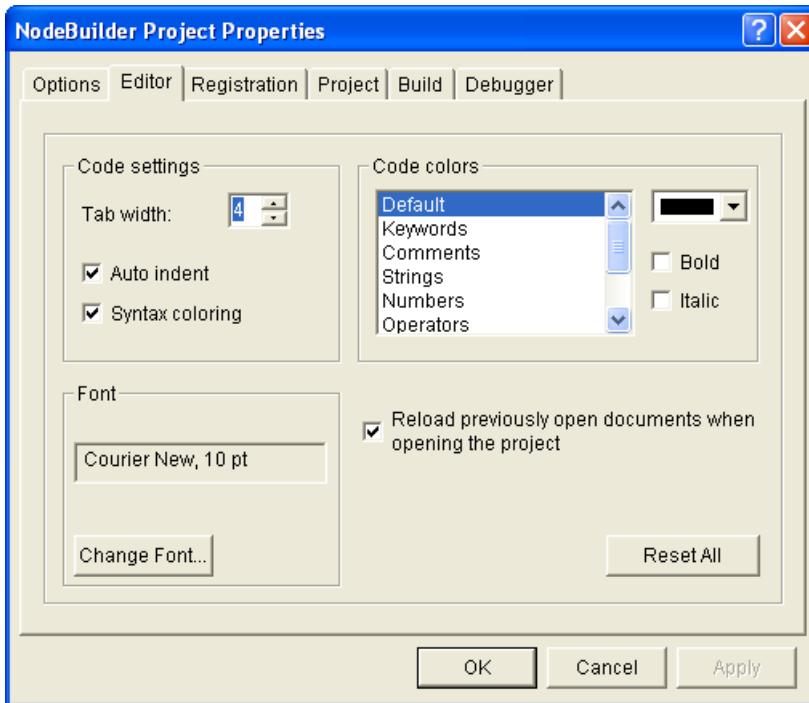 NodeBuilder Project Properties
Options Editor Registration Project Build Debugger
Code settings
Tab width: 4
Auto indent
Syntax coloring
Code colors
Default
Keywords
Comments
Strings
Numbers
Operators
Bold
Italic
Font
Courier New, 10 pt
Change Font...
Reload previously open documents when
opening the project
Reset All
OK Cancel Apply